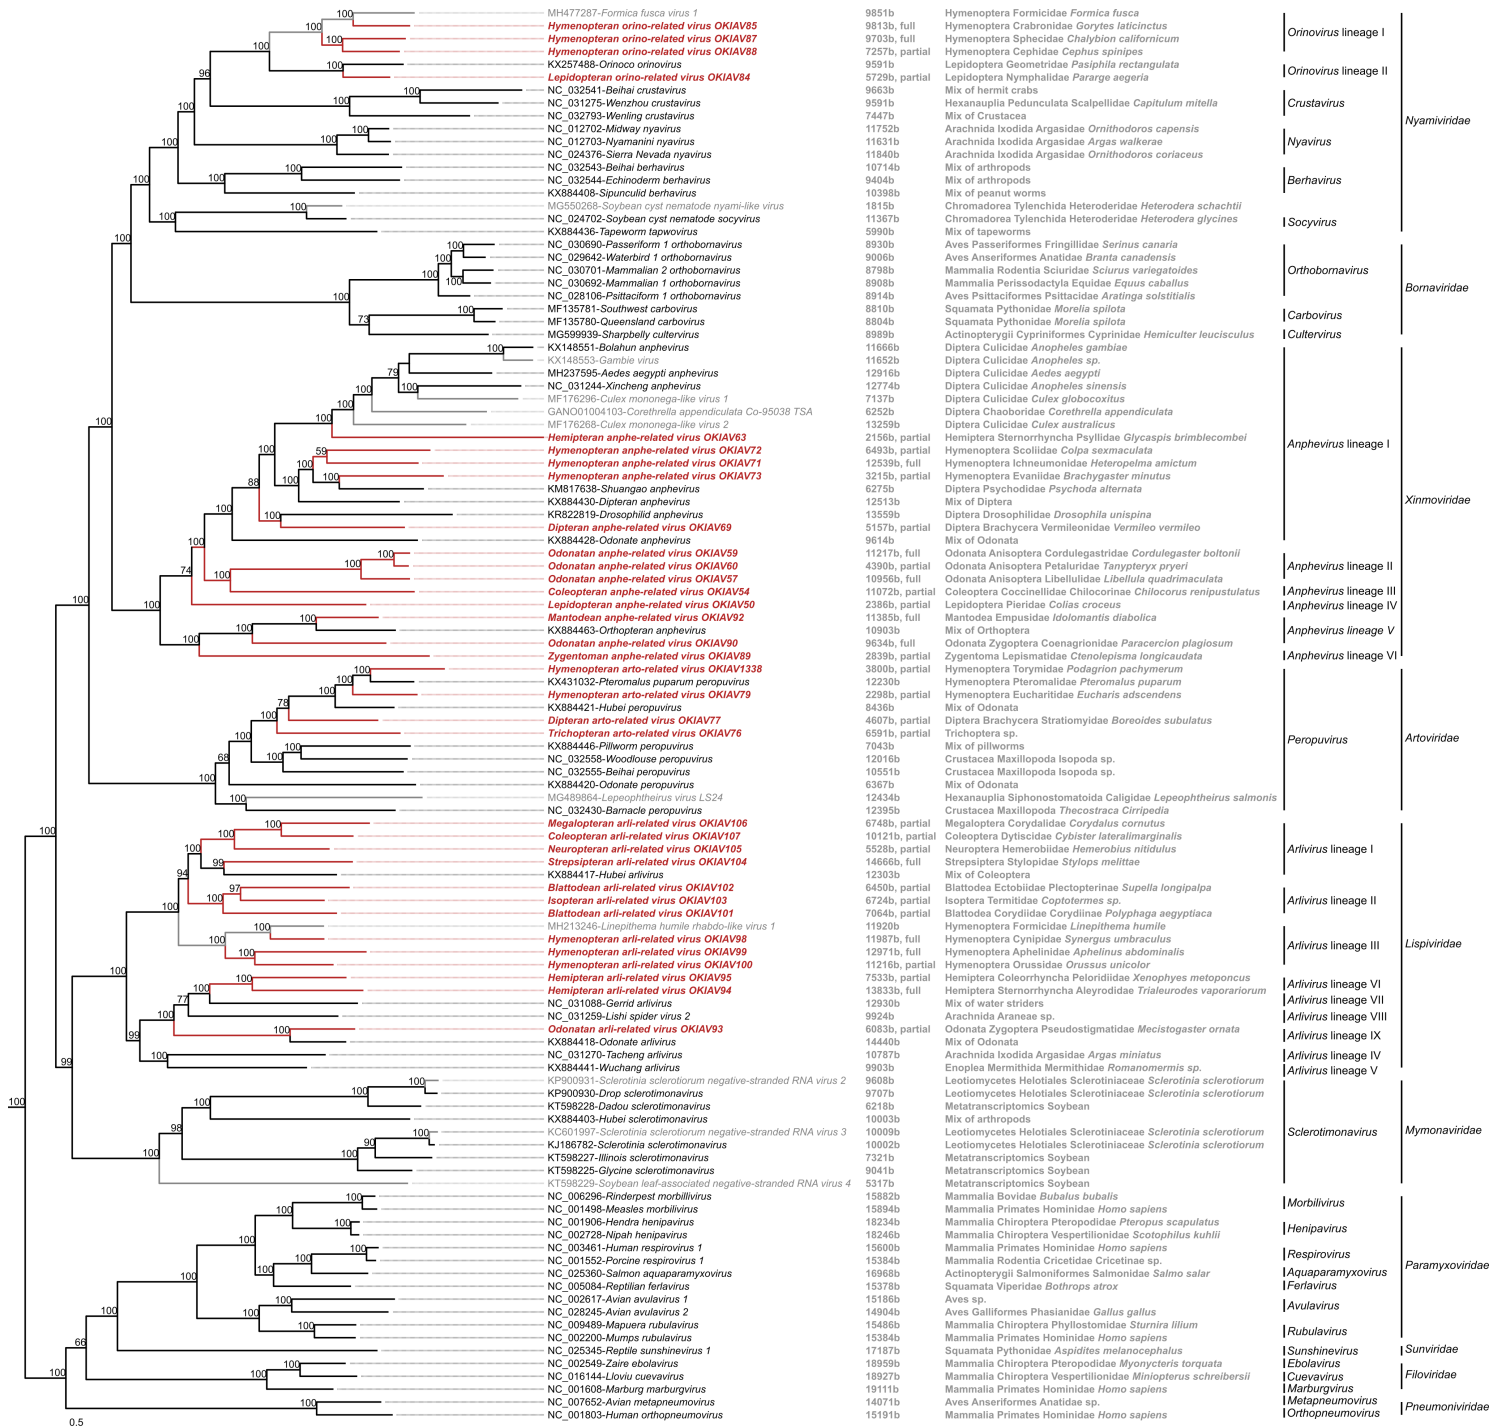 MH477287-Formica fusca virus 1 9851b Hymenoptera Formicidae Formica fusca
Hymenopteran orino-related virus OKIAV85 9813b, full Hymenoptera Crabronidae Gorytes laticinctus
Hymenopteran orino-related virus OKIAV87 9703b, full Hymenoptera Sphecidae Chalybion californicum Orinovirus lineage I
Hymenopteran orino-related virus OKIAV88 7257b, partial Hymenoptera Cephidae Cephus spinipes
KX257488-Orinoco orinovirus 9591b Lepidoptera Geometridae Pasiphila rectangulata
Lepidopteran orino-related virus OKIAV84 5729b, partial Lepidoptera Nymphalidae Pararge aegeria Orinovirus lineage II
NC_032541-Beihai crustavirus 9663b Mix of hermit crabs
NC_031275-Wenzhou crustavirus 9591b Hexanauplia Pedunculata Scalpellidae Capitulum mitella Crustavirus
NC_032793-Wenling crustavirus 7447b Mix of Crustacea Nyamiviridae
NC_012702-Midway nyavirus 11752b Arachnida Ixodida Argasidae Ornithodoros capensis
NC_012703-Nyamanini nyavirus 11631b Arachnida Ixodida Argasidae Argas walkerae Nyavirus
NC_024376-Sierra Nevada nyavirus 11840b Arachnida Ixodida Argasidae Ornithodoros coriaceus
NC_032543-Beihai berhavirus 10714b Mix of arthropods
NC_032544-Echinoderm berhavirus 9404b Mix of arthropods Berhavirus
KX884408-Sipunculid berhavirus 10398b Mix of peanut worms
MG550268-Soybean cyst nematode nyami-like virus 1815b Chromadorea Tylenchida Heteroderidae Heterodera schachtii
NC_024702-Soybean cyst nematode socyvirus 11367b Chromadorea Tylenchida Heteroderidae Heterodera glycines Socyvirus
KX884436-Tapeworm tapwovirus 5990b Mix of tapeworms
NC_030690-Passeriform 1 orthobornavirus 8930b Aves Passeriformes Fringillidae Serinus canaria
NC_029642-Waterbird 1 orthobornavirus 9006b Aves Anseriformes Anatidae Branta canadensis
NC_030701-Mammalian 2 orthobornavirus 8798b Mammalia Rodentia Sciuridae Sciurus variegatoides Orthobornavirus
NC_030692-Mammalian 1 orthobornavirus 8908b Mammalia Perissodactyla Equidae Equus caballus Bornaviridae
NC_028106-Psittaciform 1 orthobornavirus 8914b Aves Psittaciformes Psittacidae Aratinga solstitialis
MF135781-Southwest carbovirus 8810b Squamata Pythonidae Morelia spilota
MF135780-Queensland carbovirus 8804b Squamata Pythonidae Morelia spilota Carbovirus
MG599939-Sharpbelly cultervirus 8989b Actinopterygii Cypriniformes Cyprinidae Hemiculter leucisculus Cultervirus
KX148551-Bolahun anphevirus 11666b Diptera Culicidae Anopheles gambiae
KX148553-Gambie virus 11652b Diptera Culicidae Anopheles sp.
MH237595-Aedes aegypti anphevirus 12916b Diptera Culicidae Aedes aegypti
NC_031244-Xincheng anphevirus 12774b Diptera Culicidae Anopheles sinensis
MF176296-Culex mononega-like virus 1 7137b Diptera Culicidae Culex globocoxitus
GANO01004103-Corethrella appendiculata Co-95038 TSA 6252b Diptera Chaoboridae Corethrella appendiculata
MF176268-Culex mononega-like virus 2 13259b Diptera Culicidae Culex australicus
Hemipteran anphe-related virus OKIAV63 2156b, partial Hemiptera Sternorrhyncha Psyllidae Glycaspis brimblecombei Anphevirus lineage I
Hymenopteran anphe-related virus OKIAV72 6493b, partial Hymenoptera Scoliidae Colpa sexmaculata
Hymenopteran anphe-related virus OKIAV71 12539b, full Hymenoptera Ichneumonidae Heteropelma amictum
Hymenopteran anphe-related virus OKIAV73 3215b, partial Hymenoptera Evaniidae Brachygaster minutus
KM817638-Shuangao anphevirus 6275b Diptera Psychodidae Psychoda alternata
KX884430-Dipteran anphevirus 12513b Mix of Diptera Xinmoviridae
KR822819-Drosophilid anphevirus 13559b Diptera Drosophilidae Drosophila unispina
Dipteran anphe-related virus OKIAV69 5157b, partial Diptera Brachycera Vermileonidae Vermileo vermileo
KX884428-Odonate anphevirus 9614b Mix of Odonata
Odonatan anphe-related virus OKIAV59 11217b, full Odonata Anisoptera Cordulegastridae Cordulegaster boltonii
Odonatan anphe-related virus OKIAV60 4390b, partial Odonata Anisoptera Petaluridae Tanypteryx pryeri Anphevirus lineage II
Odonatan anphe-related virus OKIAV57 10956b, full Odonata Anisoptera Libellulidae Libellula quadrimaculata
Coleopteran anphe-related virus OKIAV54 11072b, partial Coleoptera Coccinellidae Chilocorinae Chilocorus renipustulatus Anphevirus lineage III
Lepidopteran anphe-related virus OKIAV50 2386b, partial Lepidoptera Pieridae Colias croceus Anphevirus lineage IV
Mantodean anphe-related virus OKIAV92 11385b, full Mantodea Empusidae Idolomantis diabolica
KX884463-Orthopteran anphevirus 10903b Mix of Orthoptera Anphevirus lineage V
Odonatan anphe-related virus OKIAV90 9634b, full Odonata Zygoptera Coenagrionidae Paracercion plagiosum
Zygentoman anphe-related virus OKIAV89 2839b, partial Zygentoma Lepismatidae Ctenolepisma longicaudata Anphevirus lineage VI
Hymenopteran arto-related virus OKIAV1338 3800b, partial Hymenoptera Torymidae Podagrion pachymerum
KX431032-Pteromalus puparum peropuvirus 12230b Hymenoptera Pteromalidae Pteromalus puparum
Hymenopteran arto-related virus OKIAV79 2298b, partial Hymenoptera Eucharitidae Eucharis adscendens
KX884421-Hubei peropuvirus 8436b Mix of Odonata
Dipteran arto-related virus OKIAV77 4607b, partial Diptera Brachycera Stratiomyidae Boreoides subulatus
Trichopteran arto-related virus OKIAV76 6591b, partial Trichoptera sp.
KX884446-Pillworm peropuvirus 7043b Mix of pillworms Peropuvirus Artoviridae
NC_032558-Woodlouse peropuvirus 12016b Crustacea Maxillopoda Isopoda sp.
NC_032555-Beihai peropuvirus 10551b Crustacea Maxillopoda Isopoda sp.
KX884420-Odonate peropuvirus 6367b Mix of Odonata
MG489864-Lepeophtheirus virus LS24 12434b Hexanauplia Siphonostomatoida Caligidae Lepeophtheirus salmonis
NC_032430-Barnacle peropuvirus 12395b Crustacea Maxillopoda Thecostraca Cirripedia
Megalopteran arli-related virus OKIAV106 6748b, partial Megaloptera Corydalidae Corydalus cornutus
Coleopteran arli-related virus OKIAV107 10121b, partial Coleoptera Dytiscidae Cybister lateralimarginalis
Neuropteran arli-related virus OKIAV105 5528b, partial Neuroptera Hemerobiidae Hemerobius nitidulus Arlivirus lineage I
Strepsipteran arli-related virus OKIAV104 14666b, full Strepsiptera Stylopidae Stylops melittae
KX884417-Hubei arlivirus 12303b Mix of Coleoptera
Blattodean arli-related virus OKIAV102 6450b, partial Blattodea Ectobiidae Plectopterinae Supella longipalpa
Isopteran arli-related virus OKIAV103 6724b, partial Isoptera Termitidae Coptotermes sp. Arlivirus lineage II
Blattodean arli-related virus OKIAV101 7064b, partial Blattodea Corydiidae Corydiinae Polyphaga aegyptiaca
MH213246-Linepithema humile rhabdo-like virus 1 11920b Hymenoptera Formicidae Linepithema humile
Hymenopteran arli-related virus OKIAV98 11987b, full Hymenoptera Cynipidae Synergus umbraculus Arlivirus lineage III Lispiviridae
Hymenopteran arli-related virus OKIAV99 12971b, full Hymenoptera Aphelinidae Aphelinus abdominalis
Hymenopteran arli-related virus OKIAV100 11216b, partial Hymenoptera Orussidae Orussus unicolor
Hemipteran arli-related virus OKIAV95 7533b, partial Hemiptera Coleorrhyncha Peloridiidae Xenophyes metoponcus
Hemipteran arli-related virus OKIAV94 13833b, full Hemiptera Sternorrhyncha Aleyrodidae Trialeurodes vaporariorum Arlivirus lineage VI
NC_031088-Gerrid arlivirus 12930b Mix of water striders Arlivirus lineage VII
NC_031259-Lishi spider virus 2 9924b Arachnida Araneae sp. Arlivirus lineage VIII
Odonatan arli-related virus OKIAV93 6083b, partial Odonata Zygoptera Pseudostigmatidae Mecistogaster ornata
KX884418-Odonate arlivirus 14440b Mix of Odonata Arlivirus lineage IX
NC_031270-Tacheng arlivirus 10787b Arachnida Ixodida Argasidae Argas miniatus Arlivirus lineage IV
KX884441-Wuchang arlivirus 9903b Enoplea Mermithida Mermithidae Romanomermis sp. Arlivirus lineage V
KP900931-Sclerotinia sclerotiorum negative-stranded RNA virus 2 9608b Leotiomycetes Helotiales Sclerotiniaceae Sclerotinia sclerotiorum
KP900930-Drop sclerotimonavirus 9707b Leotiomycetes Helotiales Sclerotiniaceae Sclerotinia sclerotiorum
KT598228-Dadou sclerotimonavirus 6218b Metatranscriptomics Soybean
KX884403-Hubei sclerotimonavirus 10003b Mix of arthropods
KC601997-Sclerotinia sclerotiorum negative-stranded RNA virus 3 10009b Leotiomycetes Helotiales Sclerotiniaceae Sclerotinia sclerotiorum Sclerotimonavirus Mymonaviridae
KJ186782-Sclerotinia sclerotimonavirus 10002b Leotiomycetes Helotiales Sclerotiniaceae Sclerotinia sclerotiorum
KT598227-Illinois sclerotimonavirus 7321b Metatranscriptomics Soybean
KT598225-Glycine sclerotimonavirus 9041b Metatranscriptomics Soybean
KT598229-Soybean leaf-associated negative-stranded RNA virus 4 5317b Metatranscriptomics Soybean
NC_006296-Rinderpest morbillivirus 15882b Mammalia Bovidae Bubalus bubalis
NC_001498-Measles morbilivirus 15894b Mammalia Primates Hominidae Homo sapiens Morbilivirus
NC_001906-Hendra henipavirus 18234b Mammalia Chiroptera Pteropodidae Pteropus scapulatus
NC_002728-Nipah henipavirus 18246b Mammalia Chiroptera Vespertilionidae Scotophilus kuhlii Henipavirus
NC_003461-Human respirovirus 1 15600b Mammalia Primates Hominidae Homo sapiens
NC_001552-Porcine respirovirus 1 15384b Mammalia Rodentia Cricetidae Cricetinae sp. Respirovirus
NC_025360-Salmon aquaparamyxovirus 16968b Actinopterygii Salmoniformes Salmonidae Salmo salar Aquaparamyxovirus Paramyxoviridae
NC_005084-Reptilian ferlavirus 15378b Squamata Viperidae Bothrops atrox Ferlavirus
NC_002617-Avian avulavirus 1 15186b Aves sp.
NC_028245-Avian avulavirus 2 14904b Aves Galliformes Phasianidae Gallus gallus Avulavirus
NC_009489-Mapuera rubulavirus 15486b Mammalia Chiroptera Phyllostomidae Sturnira lilium
NC_002200-Mumps rubulavirus 15384b Mammalia Primates Hominidae Homo sapiens Rubulavirus
NC_025345-Reptile sunshinevirus 1 17187b Squamata Pythonidae Aspidites melanocephalus Sunshinevirus Sunviridae
NC_002549-Zaire ebolavirus 18959b Mammalia Chiroptera Pteropodidae Myonycteris torquata Ebolavirus
NC_016144-Lloviu cuevavirus 18927b Mammalia Chiroptera Vespertilionidae Miniopterus schreibersii Cuevavirus Filoviridae
NC_001608-Marburg marburgvirus 19111b Mammalia Primates Hominidae Homo sapiens Marburgvirus
NC_007652-Avian metapneumovirus 14071b Aves Anseriformes Anatidae sp. Metapneumovirus Pneumoviridae
NC_001803-Human orthopneumovirus 15191b Mammalia Primates Hominidae Homo sapiens Orthopneumovirus
0.5